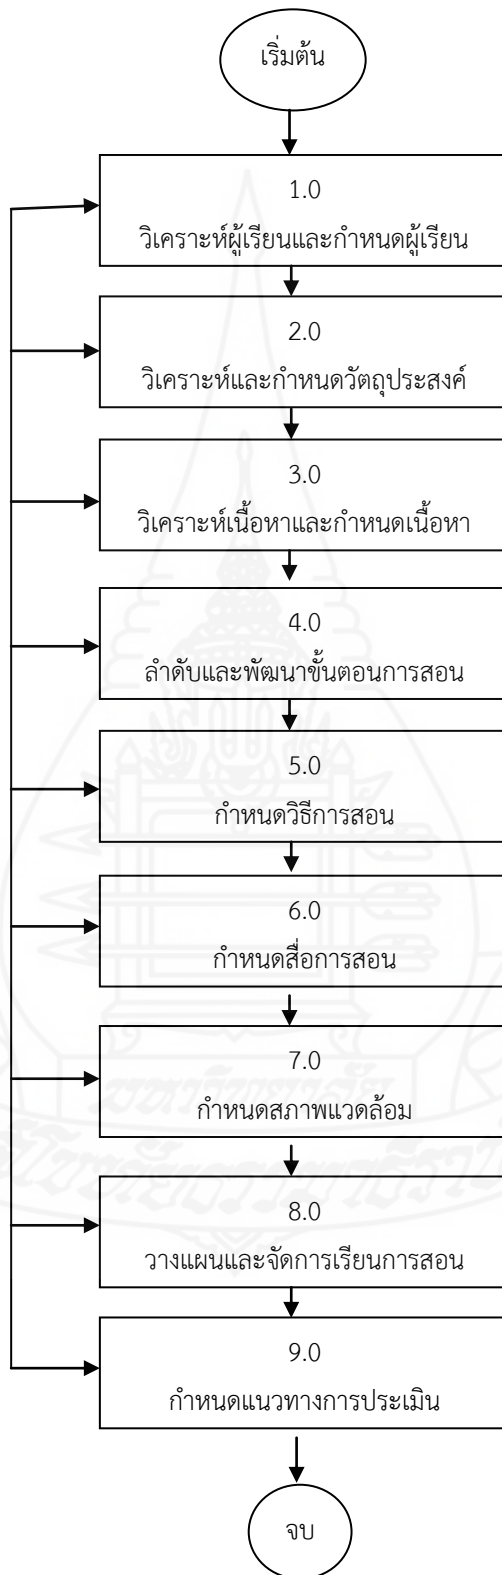 เริ่มต้น
1.0
วิเคราะห์ผู้เรียนและกำหนดผู้เรียน
2.0
วิเคราะห์และกำหนดวัตถุประสงค์
3.0
วิเคราะห์เนื้อหาและกำหนดเนื้อหา
4.0
ลำดับและพัฒนาขั้นตอนการสอน
5.0
กำหนดวิธีการสอน
6.0
กำหนดสื่อการสอน
7.0
กำหนดสภาพแวดล้อม
8.0
วางแผนและจัดการเรียนการสอน
9.0
กำหนดแนวทางการประเมิน
จบ